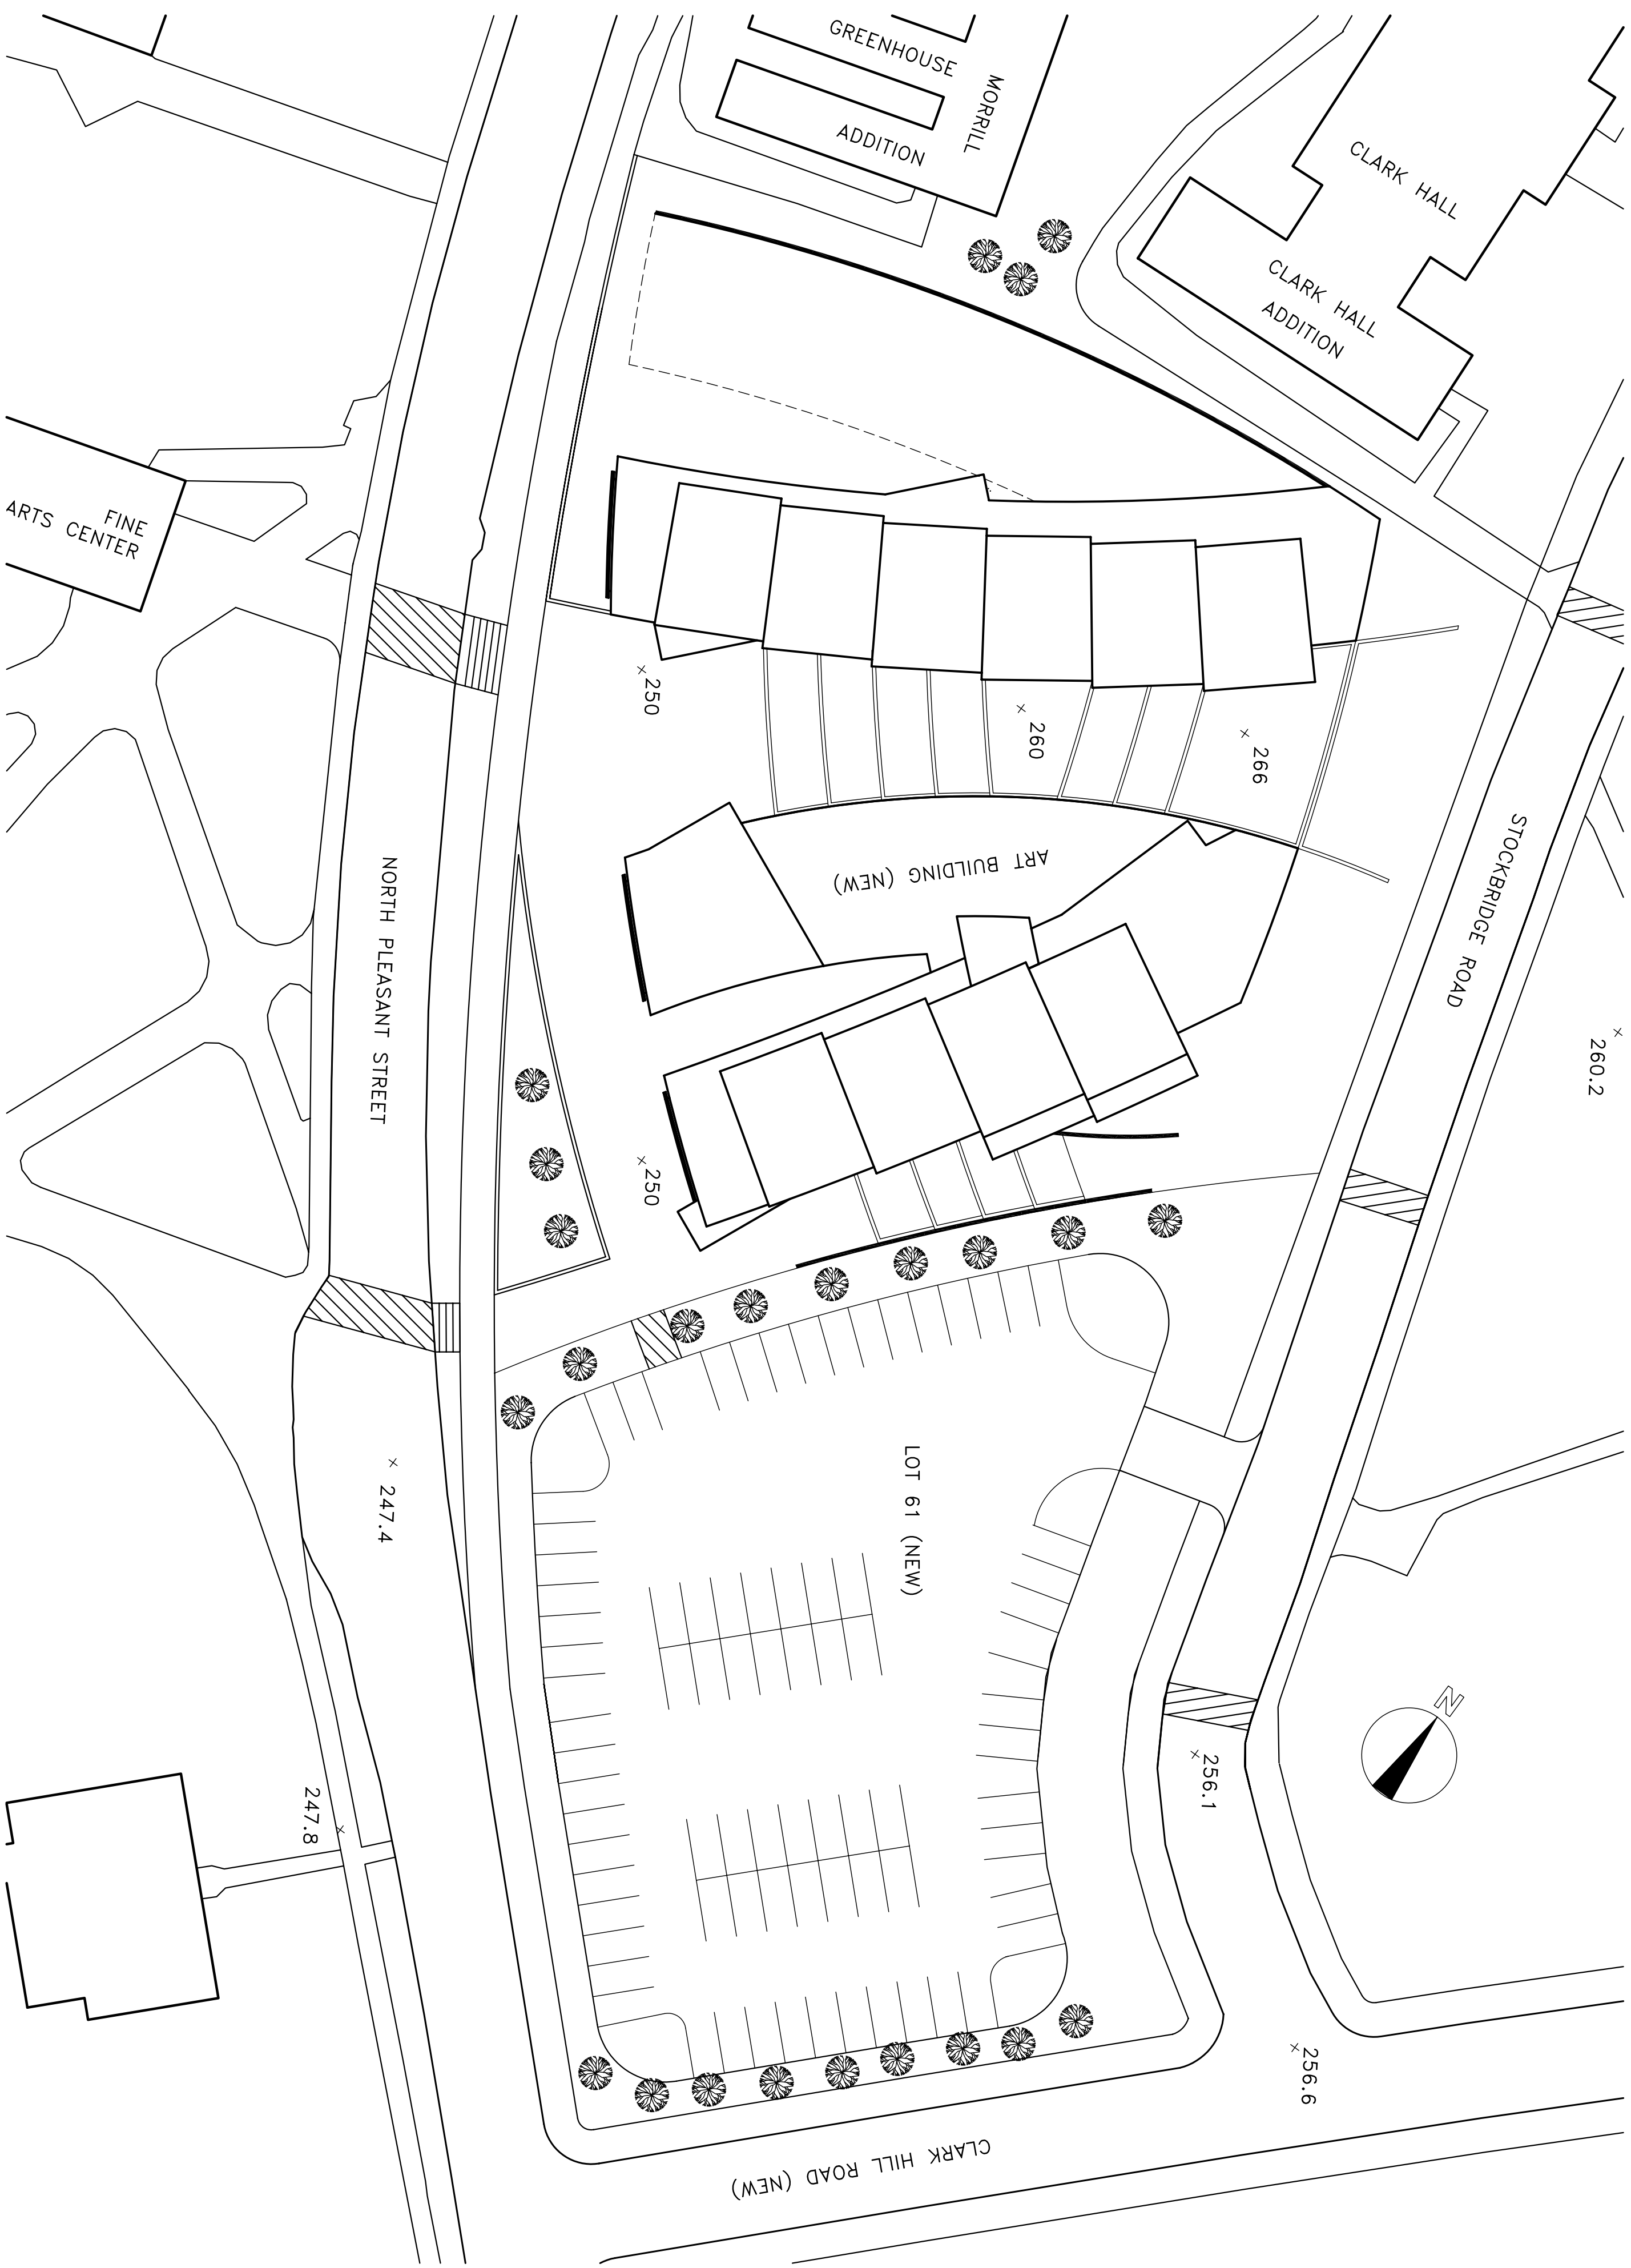 GREENHOUSE
MORRILL
ADDITION
CLARK HALL
CLARK HALL
ADDITION
FINE
ARTS CENTER
250
260
266
STOCKBRIDGE ROAD
ART BUILDING (NEW)
NORTH PLEASANT STREET
260.2
250
LOT 61 (NEW)
247.4
N
256.1
247.8
256.6
CLARK HILL ROAD (NEW)